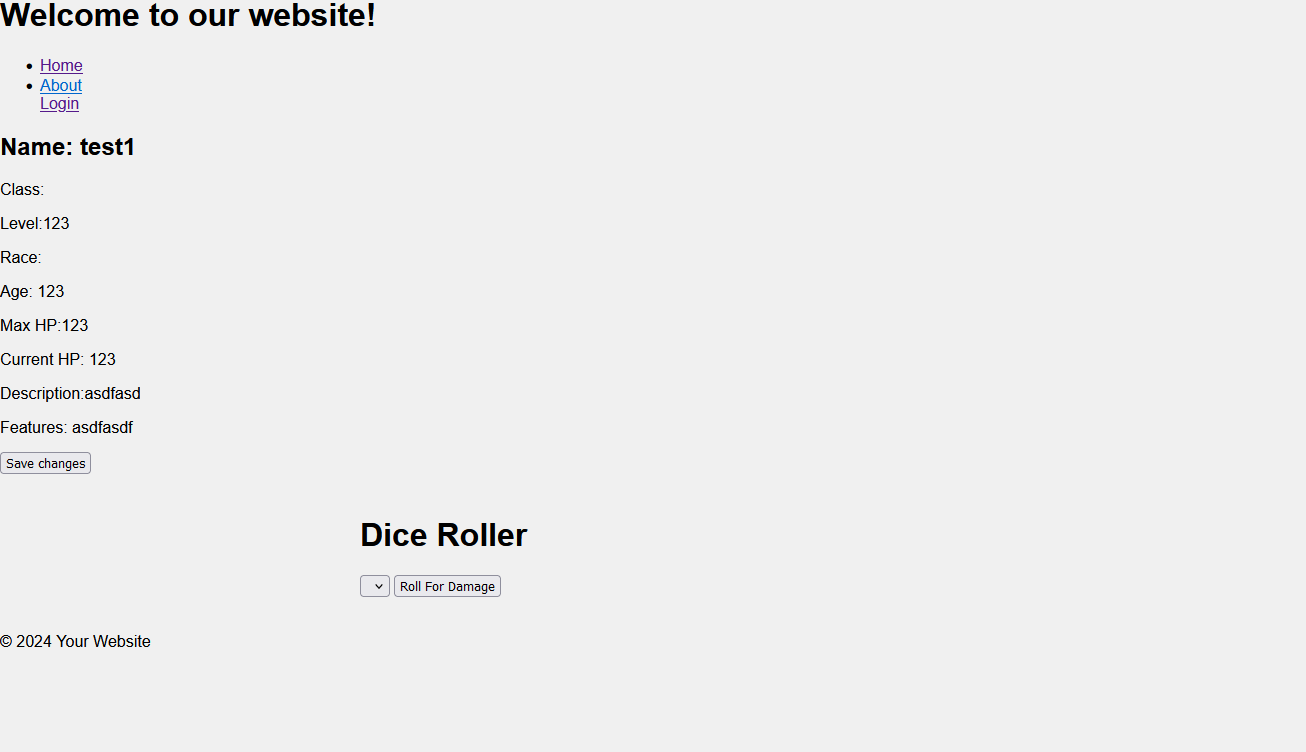 Welcome to our website!
Home
About
Login
Name: test1
Class:
Level:123
Race:
Age: 123
Max HP:123
Current HP: 123
Description:asdfasd
Features: asdfasdf
Save changes
Dice Roller
Roll For Damage
© 2024 Your Website